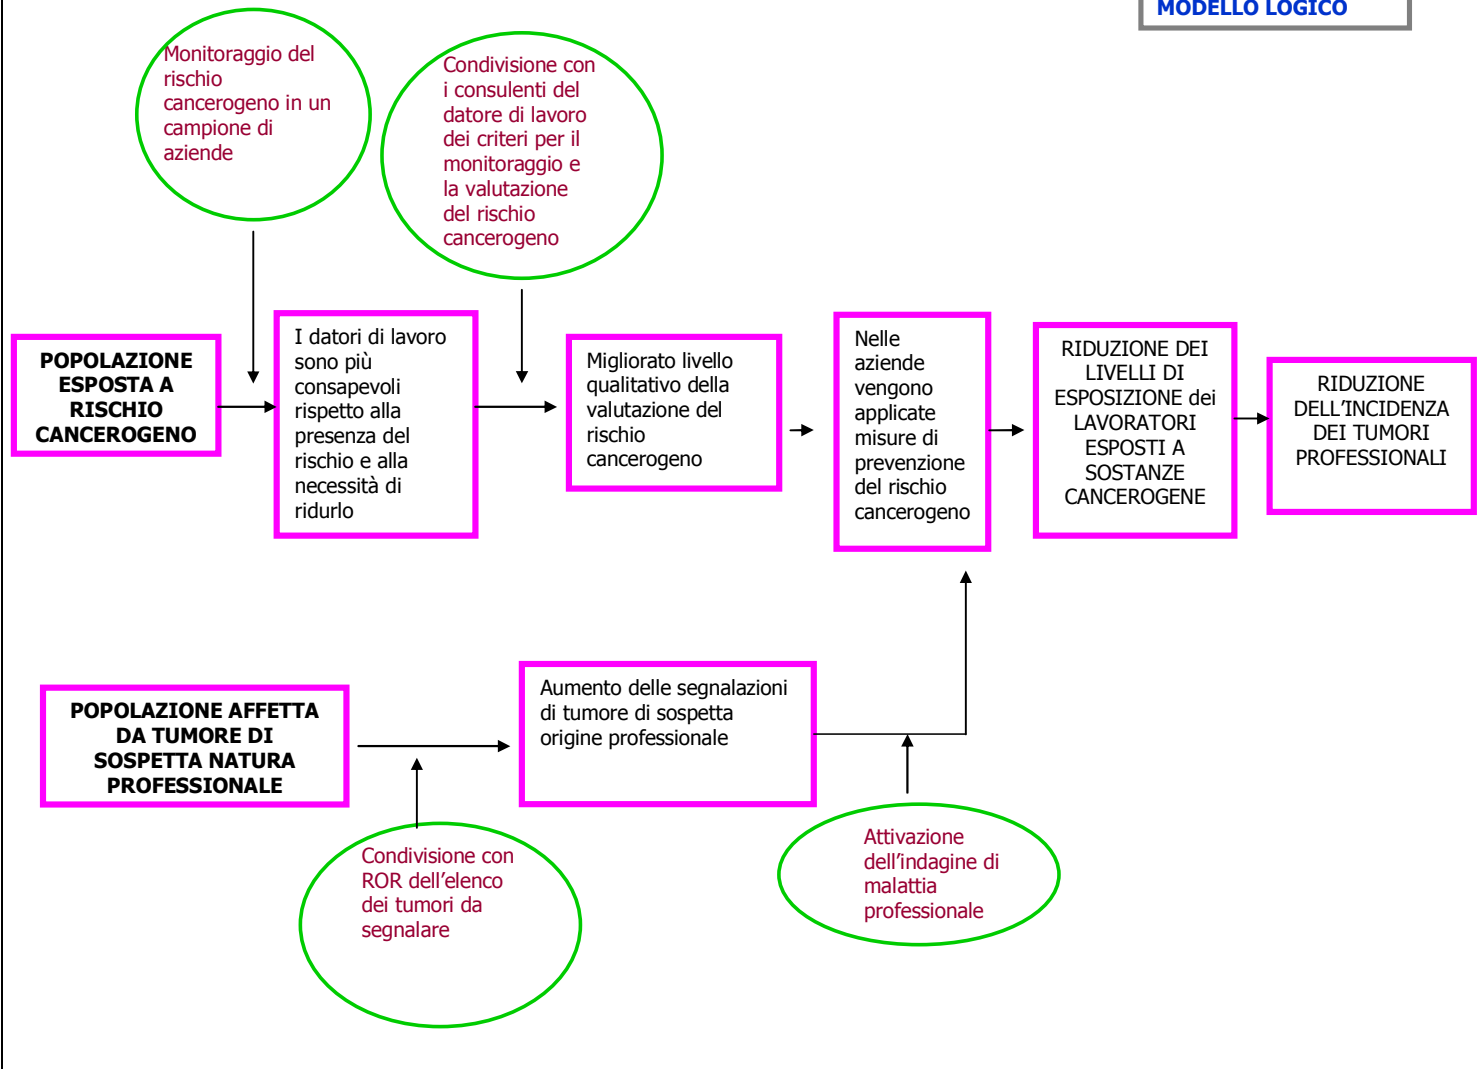 MODELLO LOGICO
Monitoraggio del
rischio
cancerogeno in un
campione di
aziende
Condivisione con
i consulenti del
datore di lavoro
dei criteri per il
monitoraggio e
la valutazione
del rischio
cancerogeno
POPOLAZIONE
ESPOSTA A
RISCHIO
CANCEROGENO
I datori di lavoro
sono più
consapevoli
rispetto alla
presenza del
rischio e alla
necessità di
ridurlo
Migliorato livello
qualitativo della
valutazione del
rischio
cancerogeno
Nelle
aziende
vengono
applicate
misure di
prevenzione
del rischio
cancerogeno
RIDUZIONE DEI
LIVELLI DI
ESPOSIZIONE dei
LAVORATORI
ESPOSTI A
SOSTANZE
CANCEROGENE
RIDUZIONE
DELL'INCIDENZA
DEI TUMORI
PROFESSIONALI
POPOLAZIONE AFFETTA
DA TUMORE DI
SOSPETTA NATURA
PROFESSIONALE
Aumento delle segnalazioni
di tumore di sospetta
origine professionale
Condivisione con
ROR dell'elenco
dei tumori da
segnalare
Attivazione
dell'indagine di
malattia
professionale